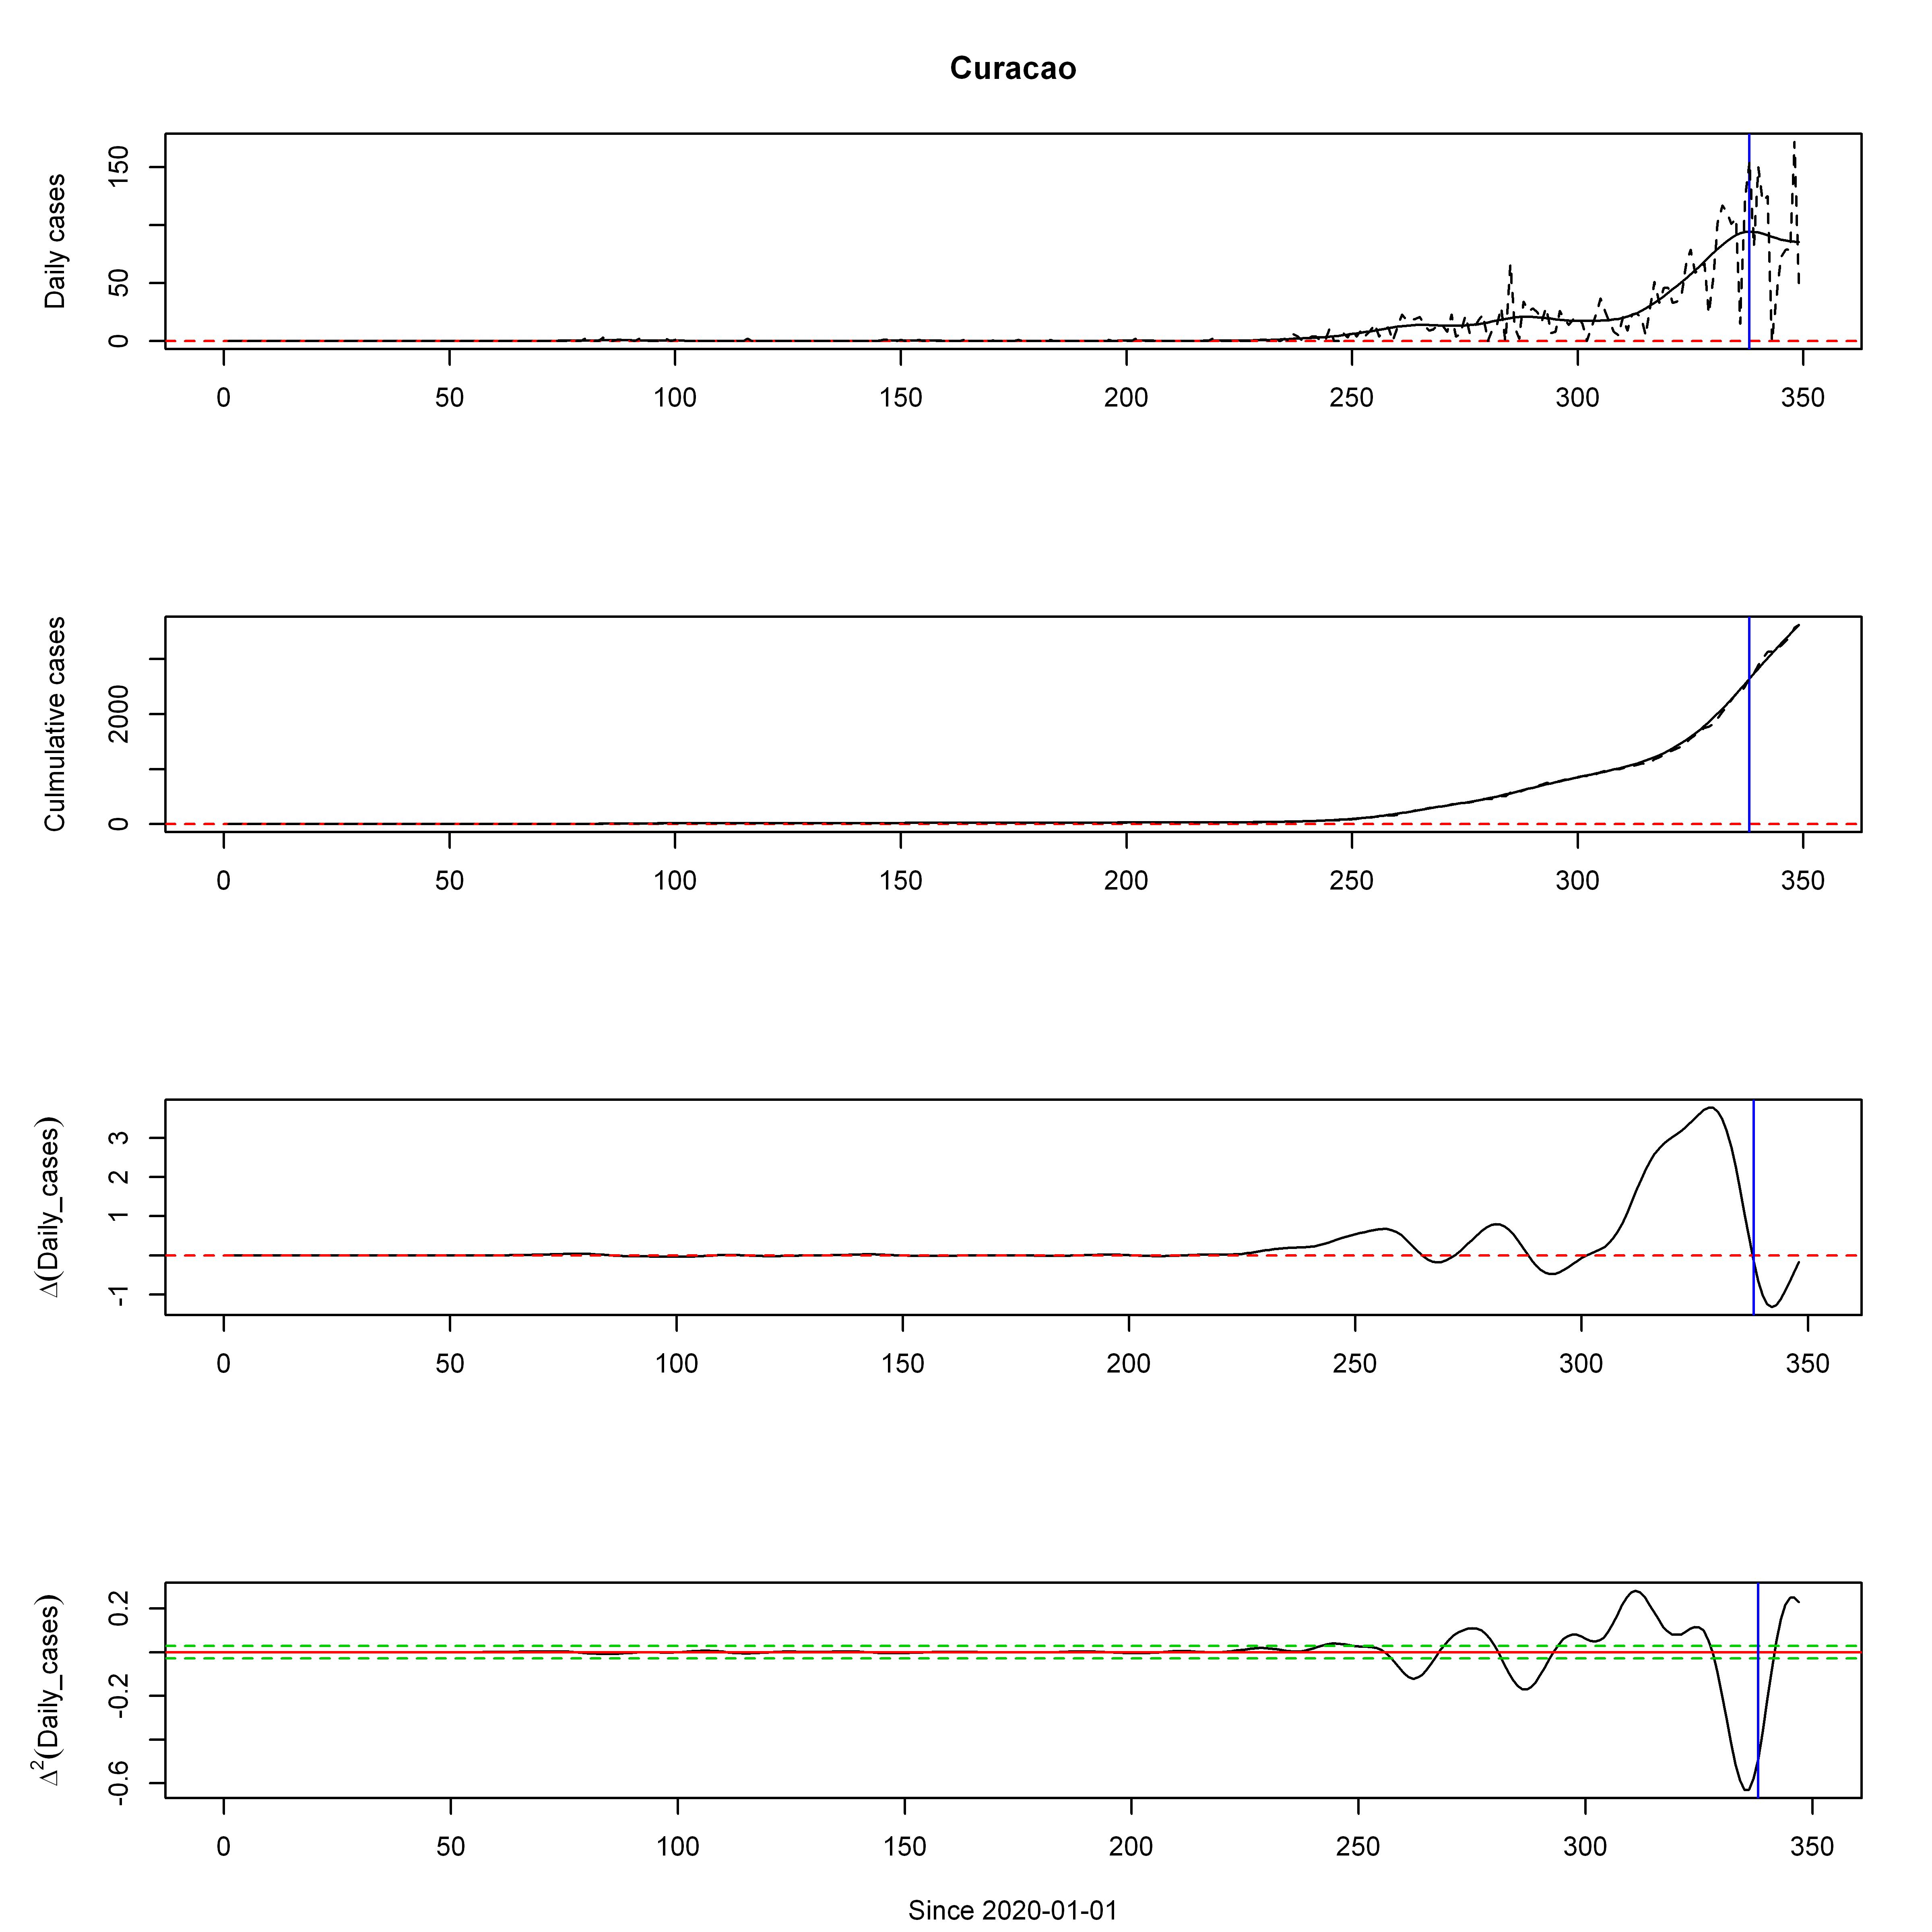 Curacao
Daily cases
0 50 150
0 50 100 150 200 250 300 350
Culmulative cases
0 2000
0 50 100 150 200 250 300 350
Δ(Daily_cases)
-1 1 2 3
0 50 100 150 200 250 300 350
Δ²(Daily_cases)
-0.6 -0.2 0.2
0 50 100 150 200 250 300 350
Since 2020-01-01